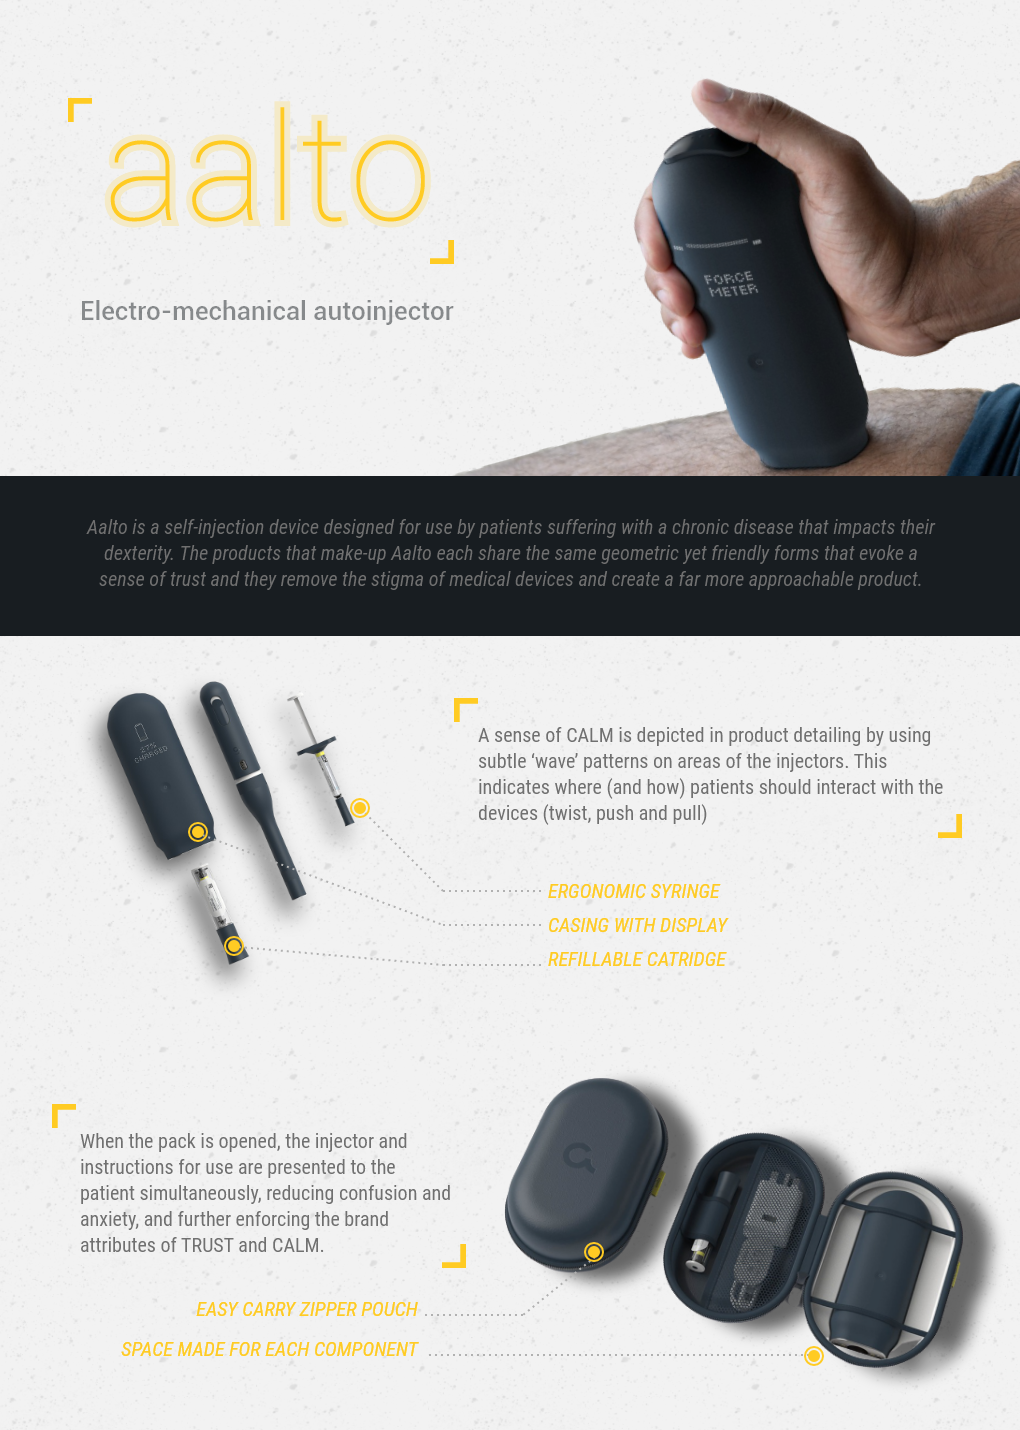 aalto
Electro-mechanical autoinjector
FORCE
METER
Aalto is a self-injection device designed for use by patients suffering with a chronic disease that impacts their
dexterity. The products that make-up Aalto each share the same geometric yet friendly forms that evoke a
sense of trust and they remove the stigma of medical devices and create a far more approachable product.
CHARGED
A sense of CALM is depicted in product detailing by using
subtle ‘wave’ patterns on areas of the injectors. This
indicates where (and how) patients should interact with the
devices (twist, push and pull)
ERGONOMIC SYRINGE
CASING WITH DISPLAY
REFILLABLE CATRIDGE
When the pack is opened, the injector and
instructions for use are presented to the
patient simultaneously, reducing confusion and
anxiety, and further enforcing the brand
attributes of TRUST and CALM.
EASY CARRY ZIPPER POUCH
SPACE MADE FOR EACH COMPONENT